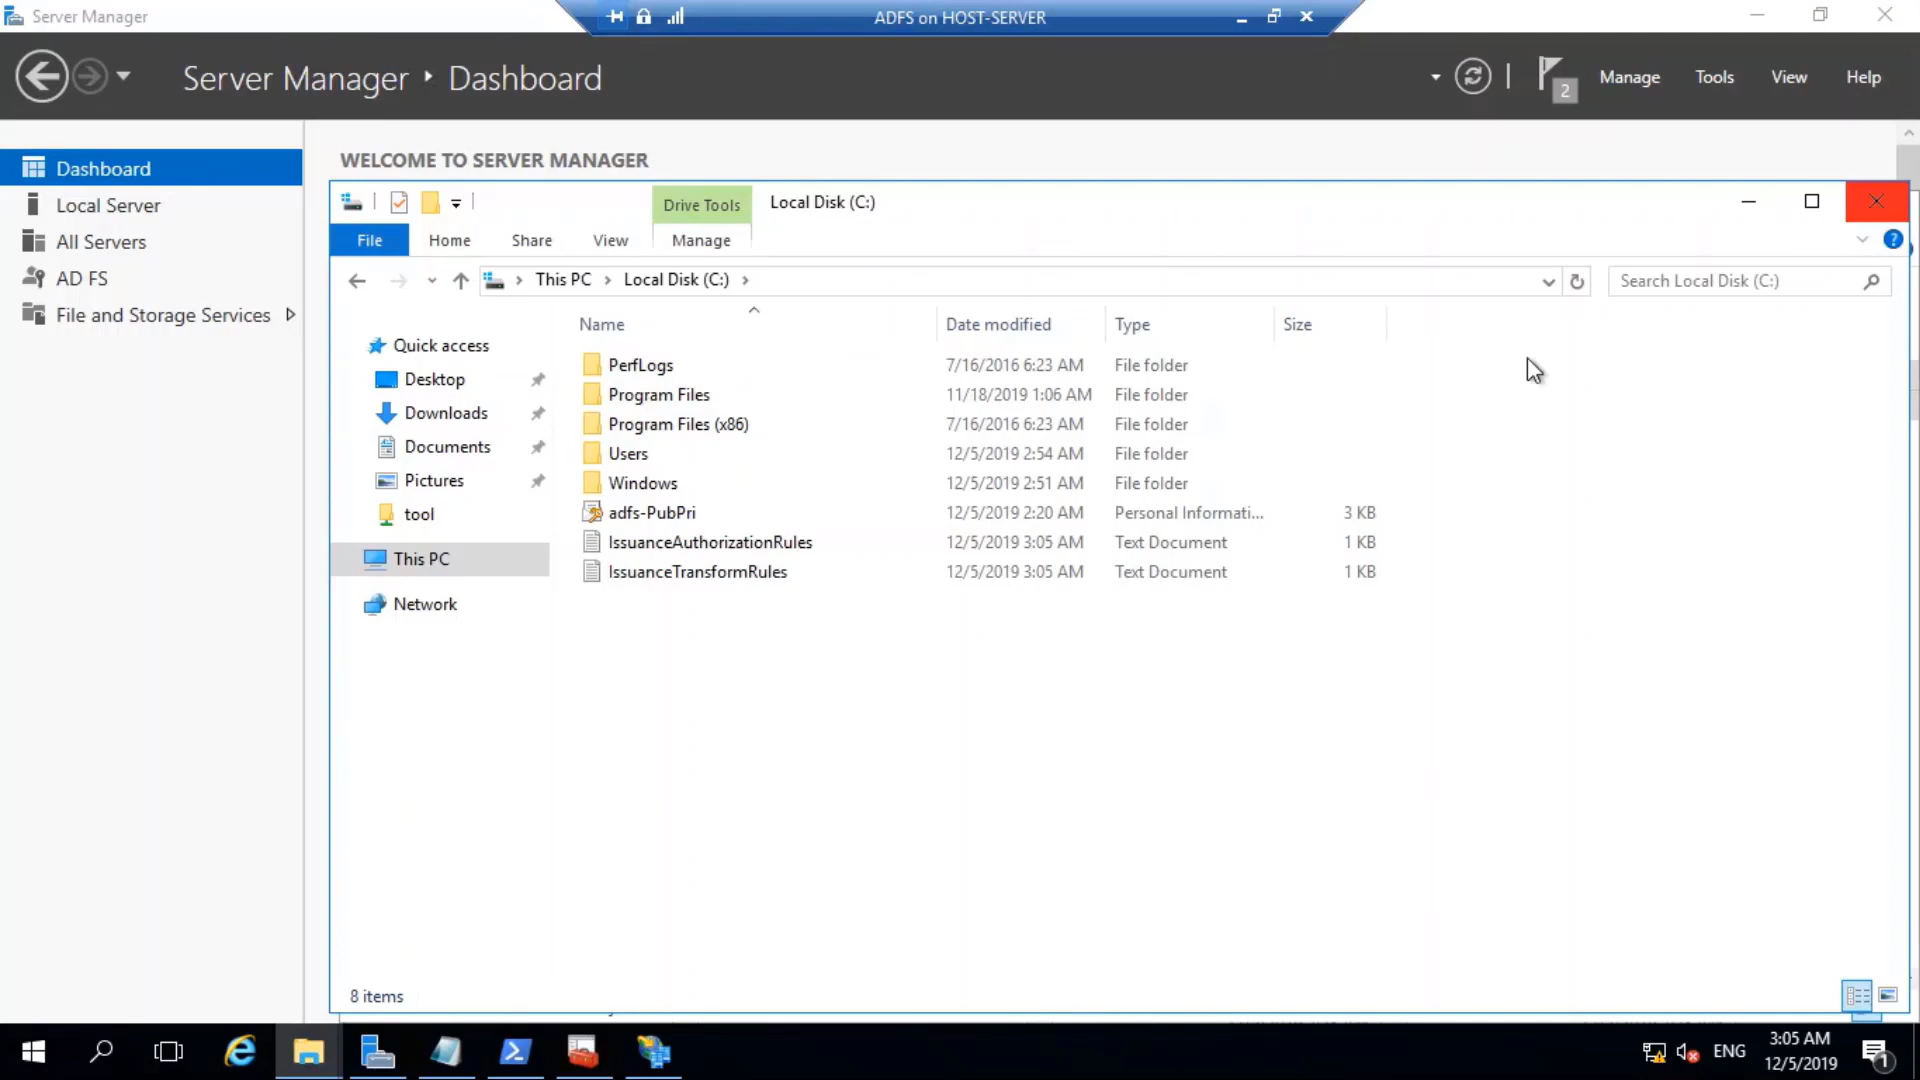 Server Manager
ADFS on HOST-SERVER
Server Manager ‣ Dashboard
2
Manage
Tools
View
Help
Dashboard
Local Server
All Servers
AD FS
File and Storage Services
WELCOME TO SERVER MANAGER
Drive Tools
Local Disk (C:)
File
Home
Share
View
Manage
This PC
Local Disk (C:)
Search Local Disk (C:)
Name
Date modified
Type
Size
Quick access
Desktop
Downloads
Documents
Pictures
tool
This PC
Network
PerfLogs 7/16/2016 6:23 AM File folder
Program Files 11/18/2019 1:06 AM File folder
Program Files (x86) 7/16/2016 6:23 AM File folder
Users 12/5/2019 2:54 AM File folder
Windows 12/5/2019 2:51 AM File folder
adfs-PubPri 12/5/2019 2:20 AM Personal Informati... 3 KB
IssuanceAuthorizationRules 12/5/2019 3:05 AM Text Document 1 KB
IssuanceTransformRules 12/5/2019 3:05 AM Text Document 1 KB
8 items
ENG
3:05 AM
12/5/2019
1